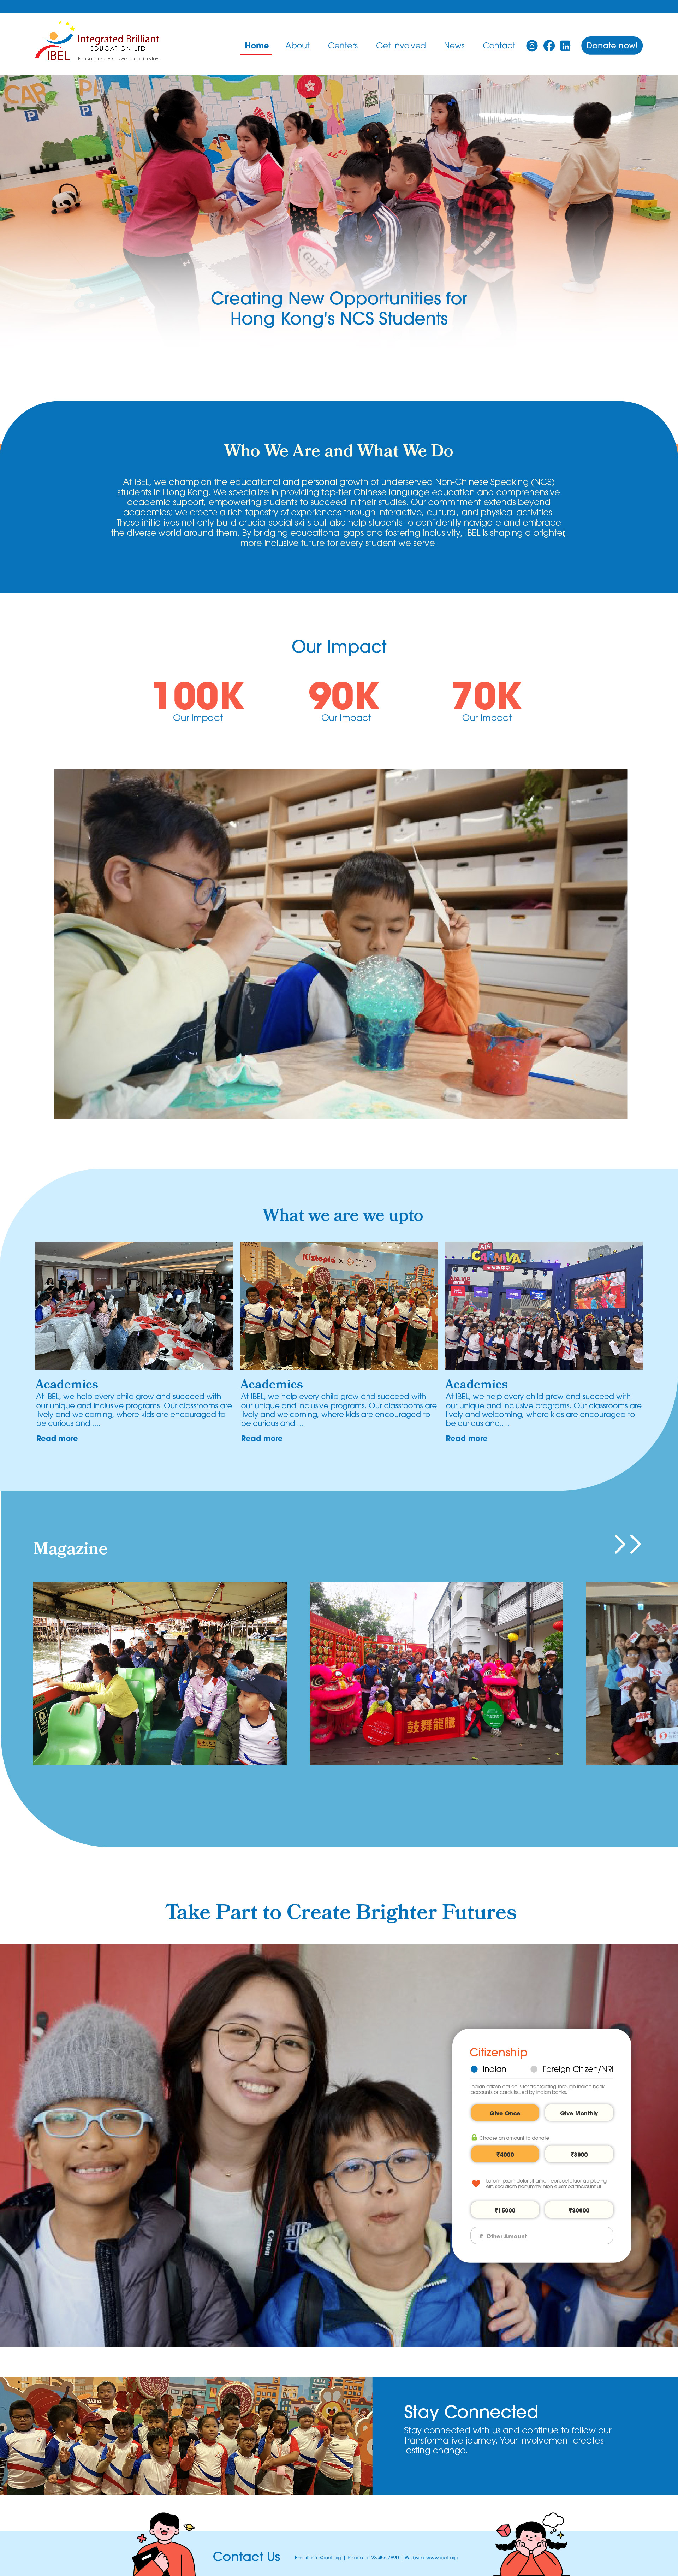 IBEL
Integrated Brilliant
EDUCATION LTD
Educate and Empower a child today.
Home
About
Centers
Get Involved
News
Contact
Donate now!
CAP
P
P
GILBE
Creating New Opportunities for
Hong Kong's NCS Students
Who We Are and What We Do
At IBEL, we champion the educational and personal growth of underserved Non-Chinese Speaking (NCS)
students in Hong Kong. We specialize in providing top-tier Chinese language education and comprehensive
academic support, empowering students to succeed in their studies. Our commitment extends beyond
academics; we create a rich tapestry of experiences through interactive, cultural, and physical activities.
These initiatives not only build crucial social skills but also help students to confidently navigate and embrace
the diverse world around them. By bridging educational gaps and fostering inclusivity, IBEL is shaping a brighter,
more inclusive future for every student we serve.
Our Impact
100K
90K
70K
Our Impact
Our Impact
Our Impact
What we are we upto
Kiztopia
AIA
CARNIVAL
Academics
At IBEL, we help every child grow and succeed with
our unique and inclusive programs. Our classrooms are
lively and welcoming, where kids are encouraged to
be curious and.....
Read more
Academics
At IBEL, we help every child grow and succeed with
our unique and inclusive programs. Our classrooms are
lively and welcoming, where kids are encouraged to
be curious and.....
Read more
Academics
At IBEL, we help every child grow and succeed with
our unique and inclusive programs. Our classrooms are
lively and welcoming, where kids are encouraged to
be curious and.....
Read more
Magazine
鼓舞龍騰
Take Part to Create Brighter Futures
Canon
Citizenship
Indian
Foreign Citizen/NRI
Indian citizen option is for transacting through Indian bank
accounts or cards issued by Indian banks.
Give Once
Give Monthly
Choose an amount to donate
₹4000
₹8000
Lorem ipsum dolor sit amet, consectetuer adipiscing
elit, sed diam nonummy nibh euismod tincidunt ut
₹15000
₹30000
₹ Other Amount
Stay Connected
Stay connected with us and continue to follow our
transformative journey. Your involvement creates
lasting change.
Contact Us
Email: info@ibel.org | Phone: +123 456 7890 | Website: www.ibel.org